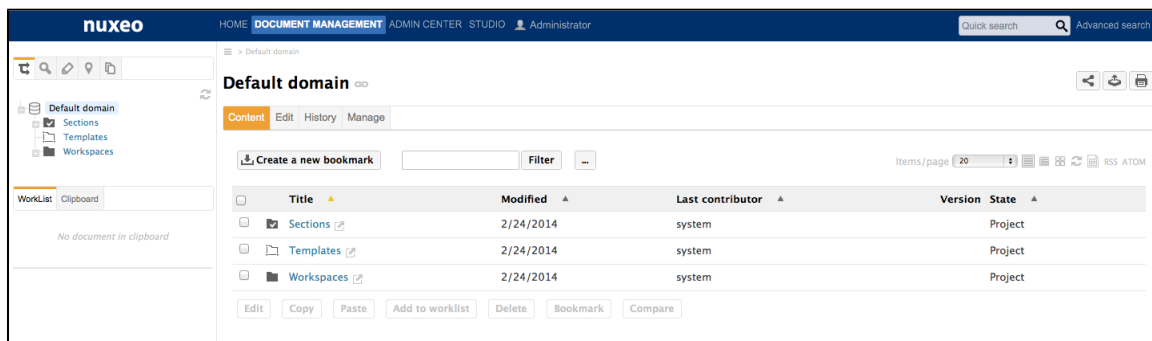 nuxeo
HOME DOCUMENT MANAGEMENT ADMIN CENTER STUDIO Administrator
Quick search
Advanced search
> Default domain
Default domain
Default domain
Sections
Templates
Workspaces
WorkList Clipboard
No document in clipboard
Content Edit History Manage
Create a new bookmark Filter ...
Items/page 20 RSS ATOM
Title Modified Last contributor Version State
Sections 2/24/2014 system Project
Templates 2/24/2014 system Project
Workspaces 2/24/2014 system Project
Edit Copy Paste Add to worklist Delete Bookmark Compare